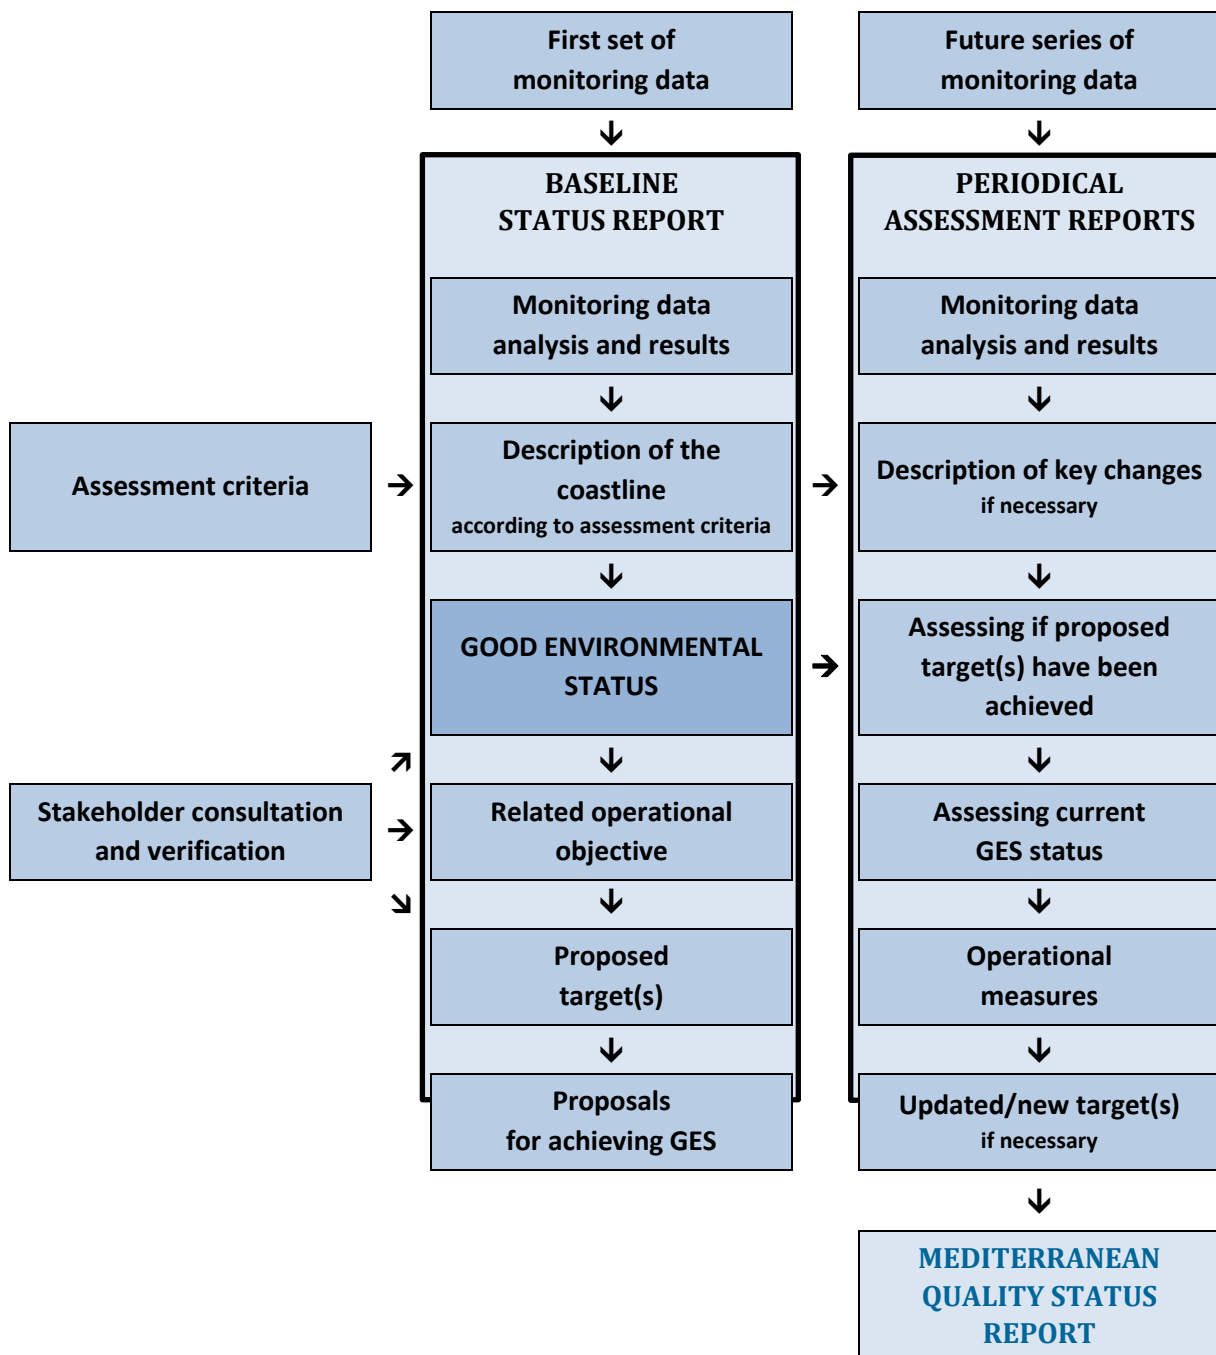 First set of
monitoring data
Future series of
monitoring data
BASELINE
STATUS REPORT
PERIODICAL
ASSESSMENT REPORTS
Monitoring data
analysis and results
Monitoring data
analysis and results
Assessment criteria
Description of the
coastline
according to assessment criteria
Description of key changes
if necessary
GOOD ENVIRONMENTAL
STATUS
Assessing if proposed
target(s) have been
achieved
Stakeholder consultation
and verification
Related operational
objective
Assessing current
GES status
Proposed
target(s)
Operational
measures
Proposals
for achieving GES
Updated/new target(s)
if necessary
MEDITERRANEAN
QUALITY STATUS
REPORT